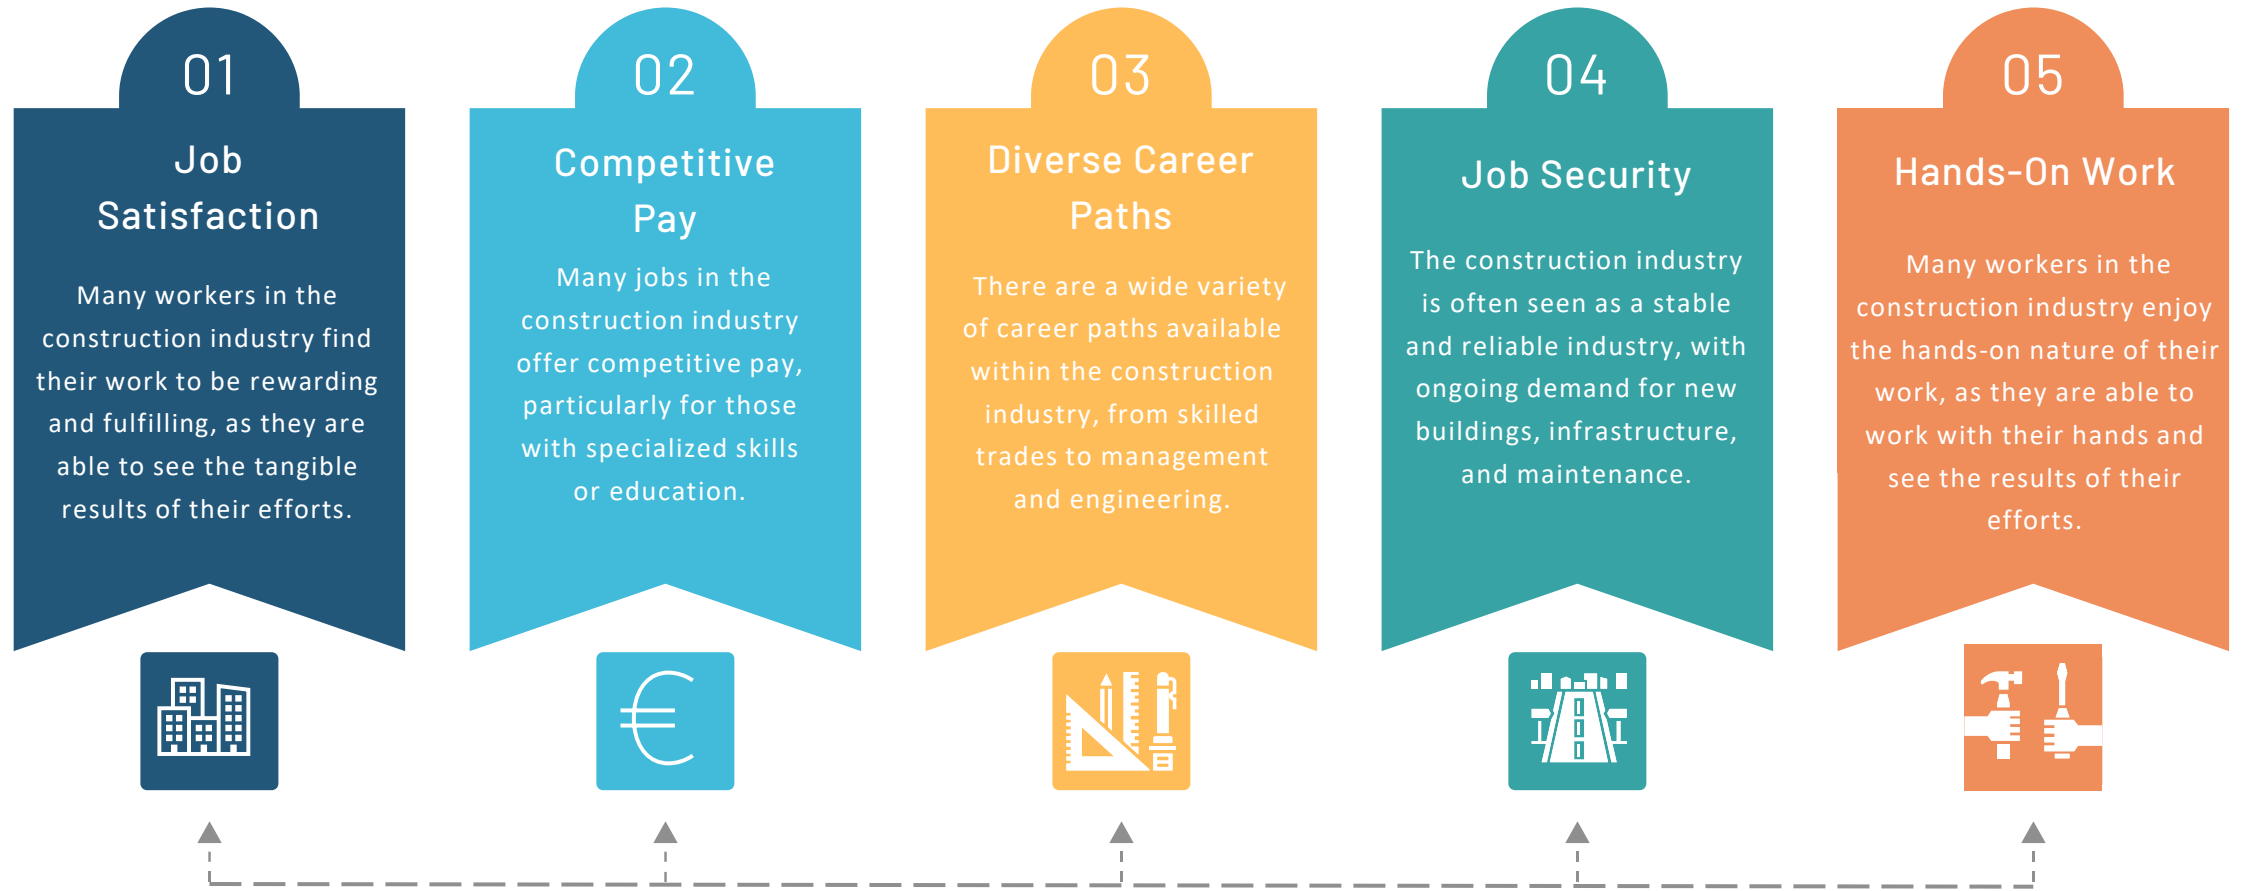 01
Job
Satisfaction
Many workers in the
construction industry find
their work to be rewarding
and fulfilling, as they are
able to see the tangible
results of their efforts.
02
Competitive
Pay
Many jobs in the
construction industry
offer competitive pay,
particularly for those
with specialized skills
or education.
03
Diverse Career
Paths
There are a wide variety
of career paths available
within the construction
industry, from skilled
trades to management
and engineering.
04
Job Security
The construction industry
is often seen as a stable
and reliable industry, with
ongoing demand for new
buildings, infrastructure,
and maintenance.
05
Hands-On Work
Many workers in the
construction industry enjoy
the hands-on nature of their
work, as they are able to
work with their hands and
see the results of their
efforts.
€